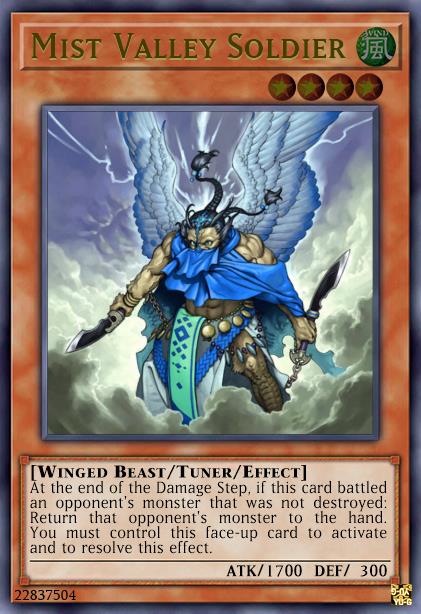 Mist Valley Soldier
WIND
風
[Winged Beast/Tuner/Effect]
At the end of the Damage Step, if this card battled
an opponent's monster that was not destroyed:
Return that opponent's monster to the hand.
You must control this face-up card to activate
and to resolve this effect.
ATK/1700 DEF/ 300
22837504